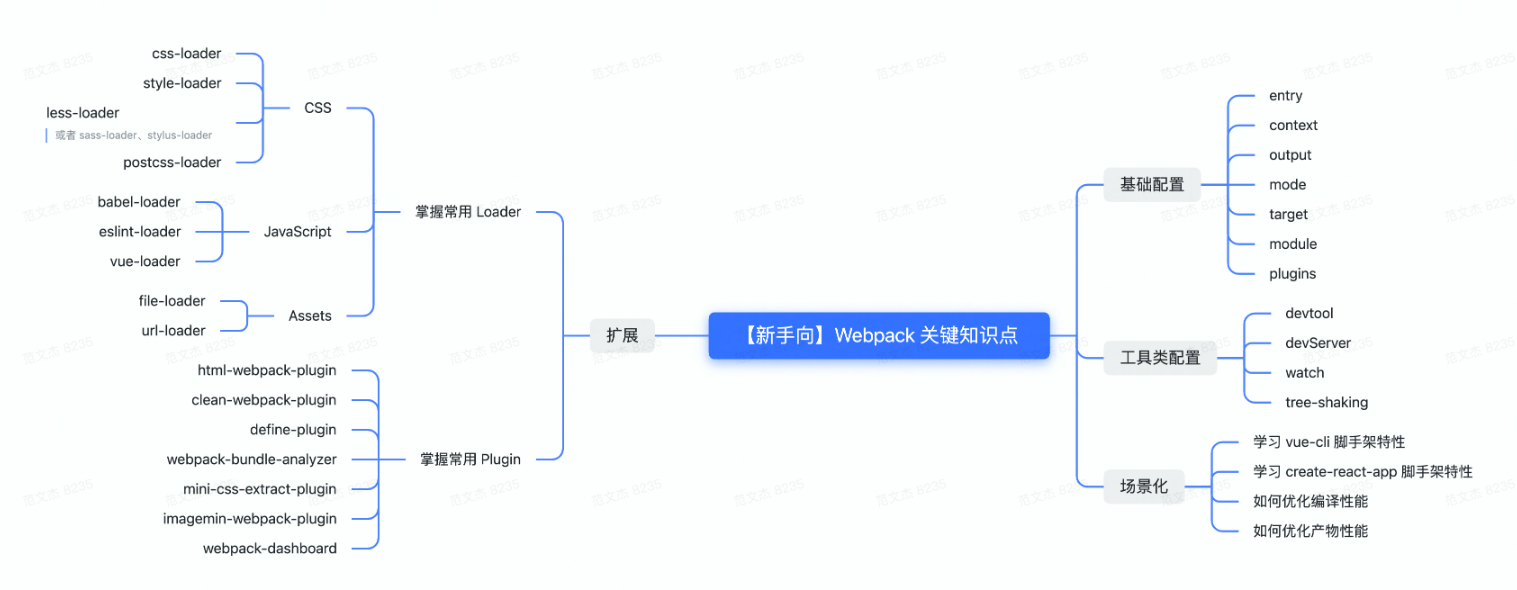 【新手向】Webpack 关键知识点
基础配置
entry
context
output
mode
target
module
plugins
工具类配置
devtool
devServer
watch
tree-shaking
场景化
学习 vue-cli 脚手架特性
学习 create-react-app 脚手架特性
如何优化编译性能
如何优化产物性能
扩展
掌握常用 Loader
CSS
css-loader
style-loader
less-loader
或者 sass-loader、stylus-loader
postcss-loader
JavaScript
babel-loader
eslint-loader
vue-loader
Assets
file-loader
url-loader
掌握常用 Plugin
html-webpack-plugin
clean-webpack-plugin
define-plugin
webpack-bundle-analyzer
mini-css-extract-plugin
imagemin-webpack-plugin
webpack-dashboard
范文杰 8235